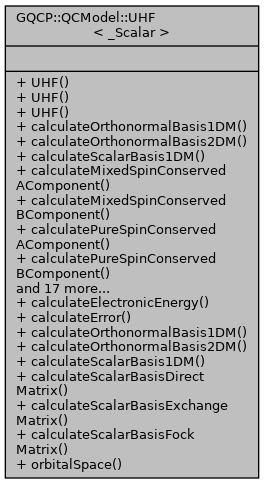 GQCP::QCModel::UHF
< _Scalar >
+ UHF()
+ UHF()
+ UHF()
+ calculateOrthonormalBasis1DM()
+ calculateOrthonormalBasis2DM()
+ calculateScalarBasis1DM()
+ calculateMixedSpinConserved
AComponent()
+ calculateMixedSpinConserved
BComponent()
+ calculatePureSpinConserved
AComponent()
+ calculatePureSpinConserved
BComponent()
and 17 more...
+ calculateElectronicEnergy()
+ calculateError()
+ calculateOrthonormalBasis1DM()
+ calculateOrthonormalBasis2DM()
+ calculateScalarBasis1DM()
+ calculateScalarBasisDirect
Matrix()
+ calculateScalarBasisExchange
Matrix()
+ calculateScalarBasisFock
Matrix()
+ orbitalSpace()